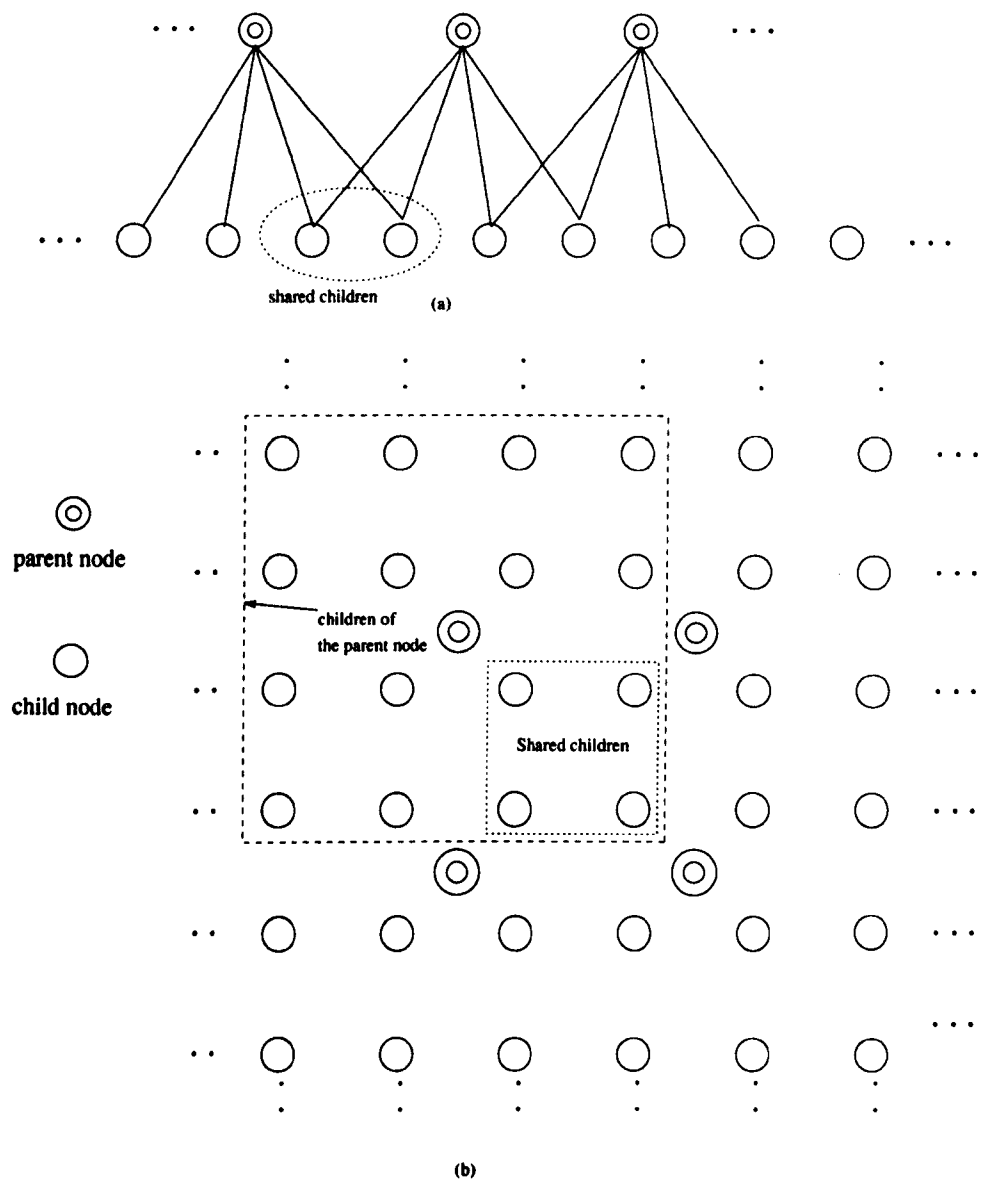 shared children
(a)
parent node
children of
the parent node
child node
Shared children
(b)